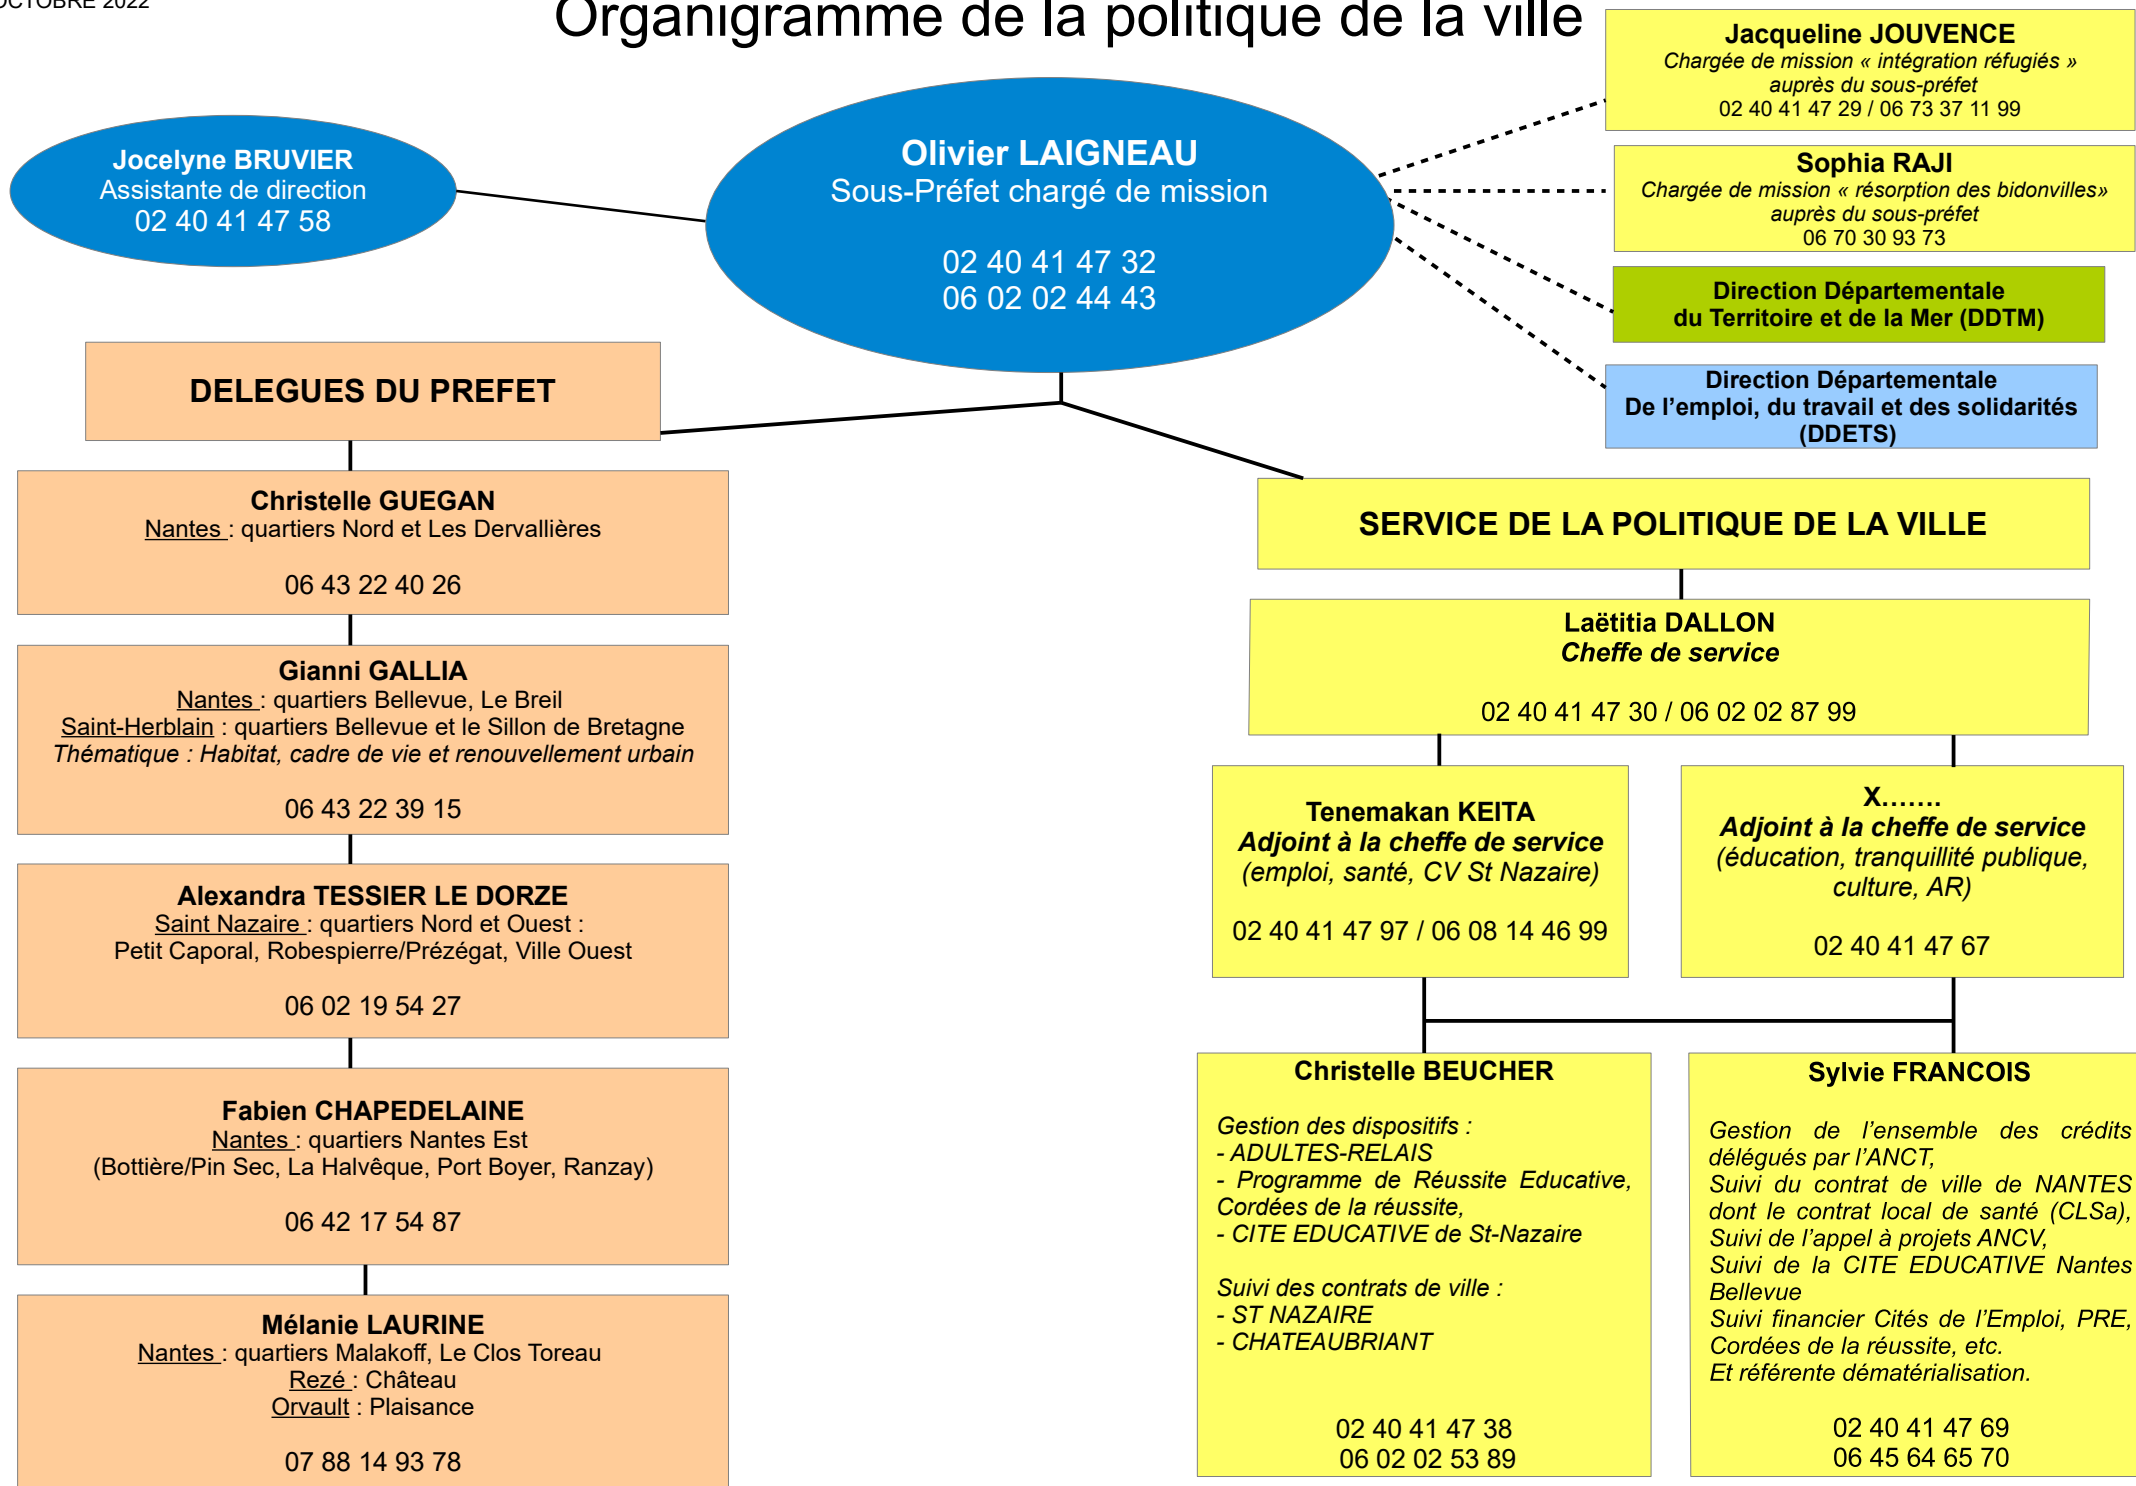 OCTOBRE 2022
Organigramme de la politique de la ville
Jacqueline JOUVENCE
Chargée de mission « intégration réfugiés »
auprès du sous-préfet
02 40 41 47 29 / 06 73 37 11 99
Jocelyne BRUVIER
Assistante de direction
02 40 41 47 58
Olivier LAIGNEAU
Sous-Préfet chargé de mission
02 40 41 47 32
06 02 02 44 43
Sophia RAJI
Chargée de mission « résorption des bidonvilles»
auprès du sous-préfet
06 70 30 93 73
Direction Départementale
du Territoire et de la Mer (DDTM)
Direction Départementale
De l’emploi, du travail et des solidarités
(DDETS)
DELEGUES DU PREFET
Christelle GUEGAN
Nantes : quartiers Nord et Les Dervallières
06 43 22 40 26
Gianni GALLIA
Nantes : quartiers Bellevue, Le Breil
Saint-Herblain : quartiers Bellevue et le Sillon de Bretagne
Thématique : Habitat, cadre de vie et renouvellement urbain
06 43 22 39 15
Alexandra TESSIER LE DORZE
Saint Nazaire : quartiers Nord et Ouest :
Petit Caporal, Robespierre/Prézégat, Ville Ouest
06 02 19 54 27
Fabien CHAPEDELAINE
Nantes : quartiers Nantes Est
(Bottière/Pin Sec, La Halvêque, Port Boyer, Ranzay)
06 42 17 54 87
Mélanie LAURINE
Nantes : quartiers Malakoff, Le Clos Toreau
Rezé : Château
Orvault : Plaisance
07 88 14 93 78
SERVICE DE LA POLITIQUE DE LA VILLE
Laëtitia DALLON
Cheffe de service
02 40 41 47 30 / 06 02 02 87 99
Tenemakan KEITA
Adjoint à la cheffe de service
(emploi, santé, CV St Nazaire)
02 40 41 47 97 / 06 08 14 46 99
X…….
Adjoint à la cheffe de service
(éducation, tranquillité publique,
culture, AR)
02 40 41 47 67
Christelle BEUCHER
Gestion des dispositifs :
- ADULTES-RELAIS
- Programme de Réussite Educative,
Cordées de la réussite,
- CITE EDUCATIVE de St-Nazaire
Suivi des contrats de ville :
- ST NAZAIRE
- CHATEAUBRIANT
02 40 41 47 38
06 02 02 53 89
Sylvie FRANCOIS
Gestion de l’ensemble des crédits
délégués par l’ANCT,
Suivi du contrat de ville de NANTES
dont le contrat local de santé (CLSa),
Suivi de l’appel à projets ANCV,
Suivi de la CITE EDUCATIVE Nantes
Bellevue
Suivi financier Cités de l’Emploi, PRE,
Cordées de la réussite, etc.
Et référente dématérialisation.
02 40 41 47 69
06 45 64 65 70